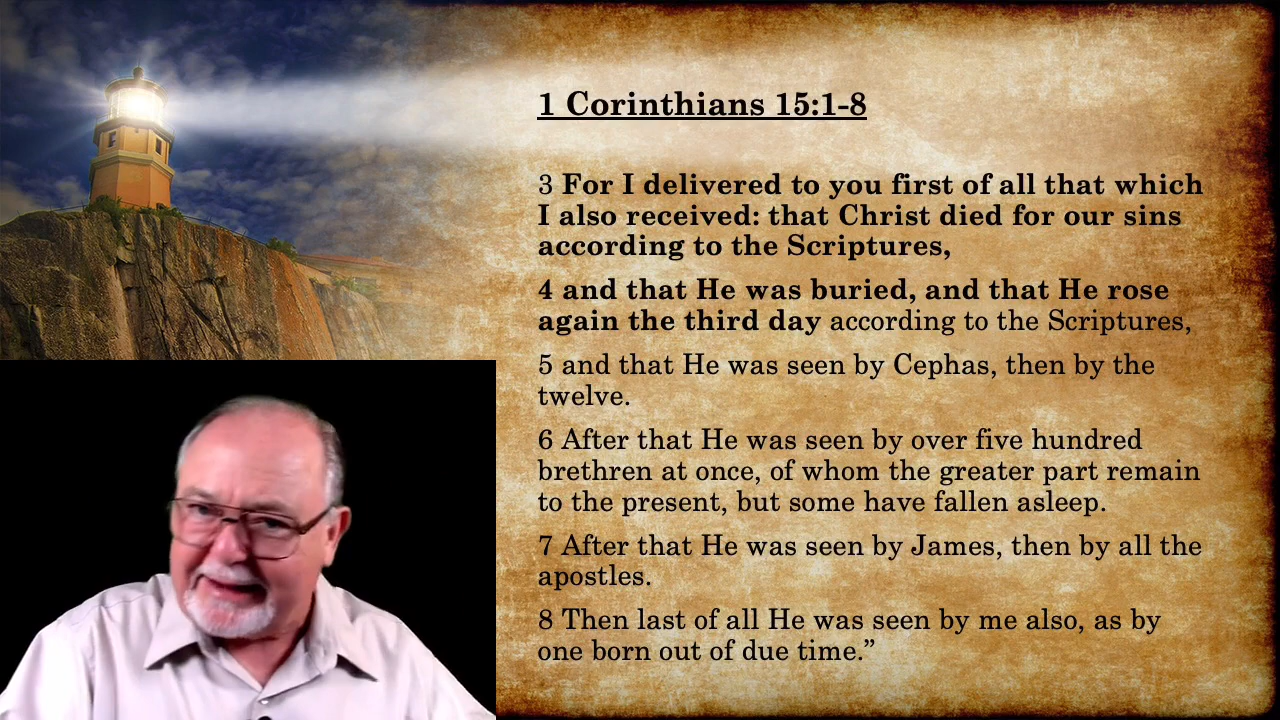 1 Corinthians 15:1-8
3 For I delivered to you first of all that which
I also received: that Christ died for our sins
according to the Scriptures,
4 and that He was buried, and that He rose
again the third day according to the Scriptures,
5 and that He was seen by Cephas, then by the
twelve.
6 After that He was seen by over five hundred
brethren at once, of whom the greater part remain
to the present, but some have fallen asleep.
7 After that He was seen by James, then by all the
apostles.
8 Then last of all He was seen by me also, as by
one born out of due time.”